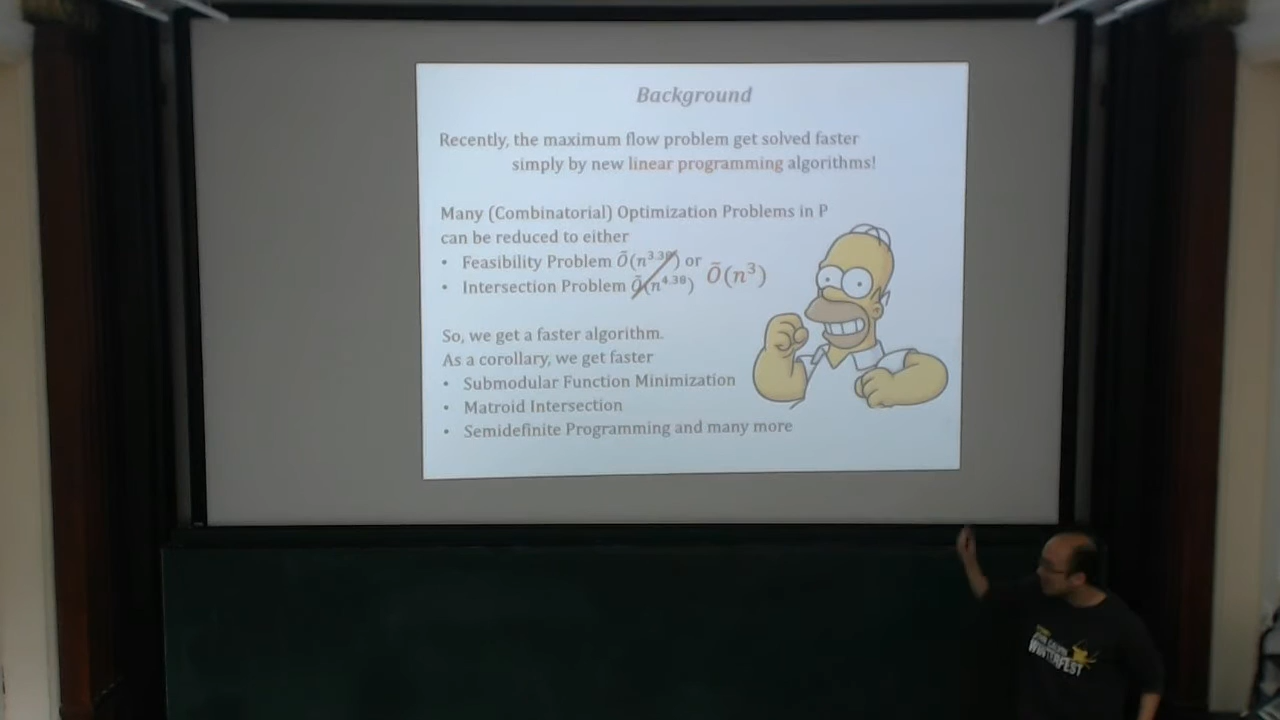 Background
Recently, the maximum flow problem get solved faster
simply by new linear programming algorithms!
Many (Combinatorial) Optimization Problems in P
can be reduced to either
• Feasibility Problem Õ(n^3.38) or
• Intersection Problem Õ(n^4.38) Õ(n³)
So, we get a faster algorithm.
As a corollary, we get faster
• Submodular Function Minimization
• Matroid Intersection
• Semidefinite Programming and many more
WINTERFEST